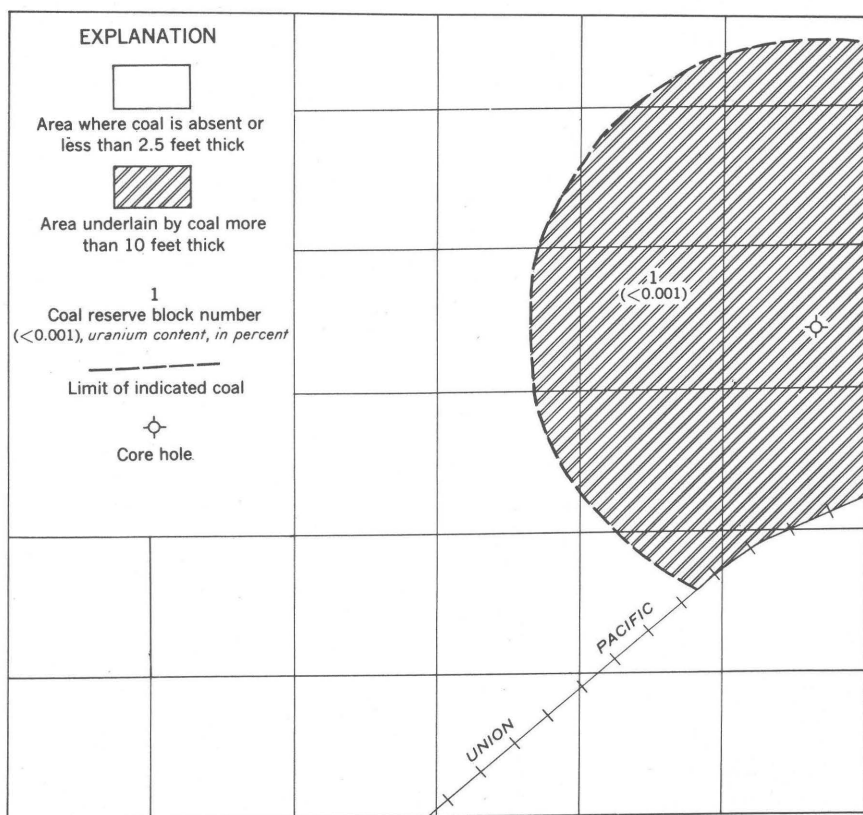 EXPLANATION
Area where coal is absent or
less than 2.5 feet thick
Area underlain by coal more
than 10 feet thick
1
Coal reserve block number
(<0.001), uranium content, in percent
Limit of indicated coal
Core hole
1
(<0.001)
UNION PACIFIC